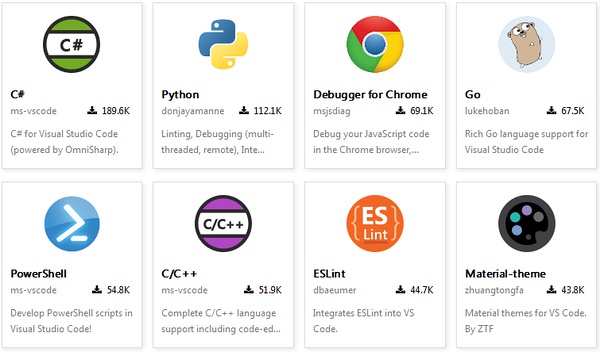 C#
C#
ms-vscode 189.6K
C# for Visual Studio Code
(powered by OmniSharp).
Python
donjayamanne 112.1K
Linting, Debugging (multi-
threaded, remote), Inte...
Debugger for Chrome
msjsdiag 69.1K
Debug your JavaScript code
in the Chrome browser,...
Go
lukehoban 67.5K
Rich Go language support for
Visual Studio Code
PowerShell
ms-vscode 54.8K
Develop PowerShell scripts in
Visual Studio Code!
C/C++
C/C++
ms-vscode 51.9K
Complete C/C++ language
support including code-ed...
ES
Lint
ESLint
dbaeumer 44.7K
Integrates ESLint into VS
Code.
Material-theme
zhuangtongfa 43.8K
Material themes for VS Code.
By ZTF